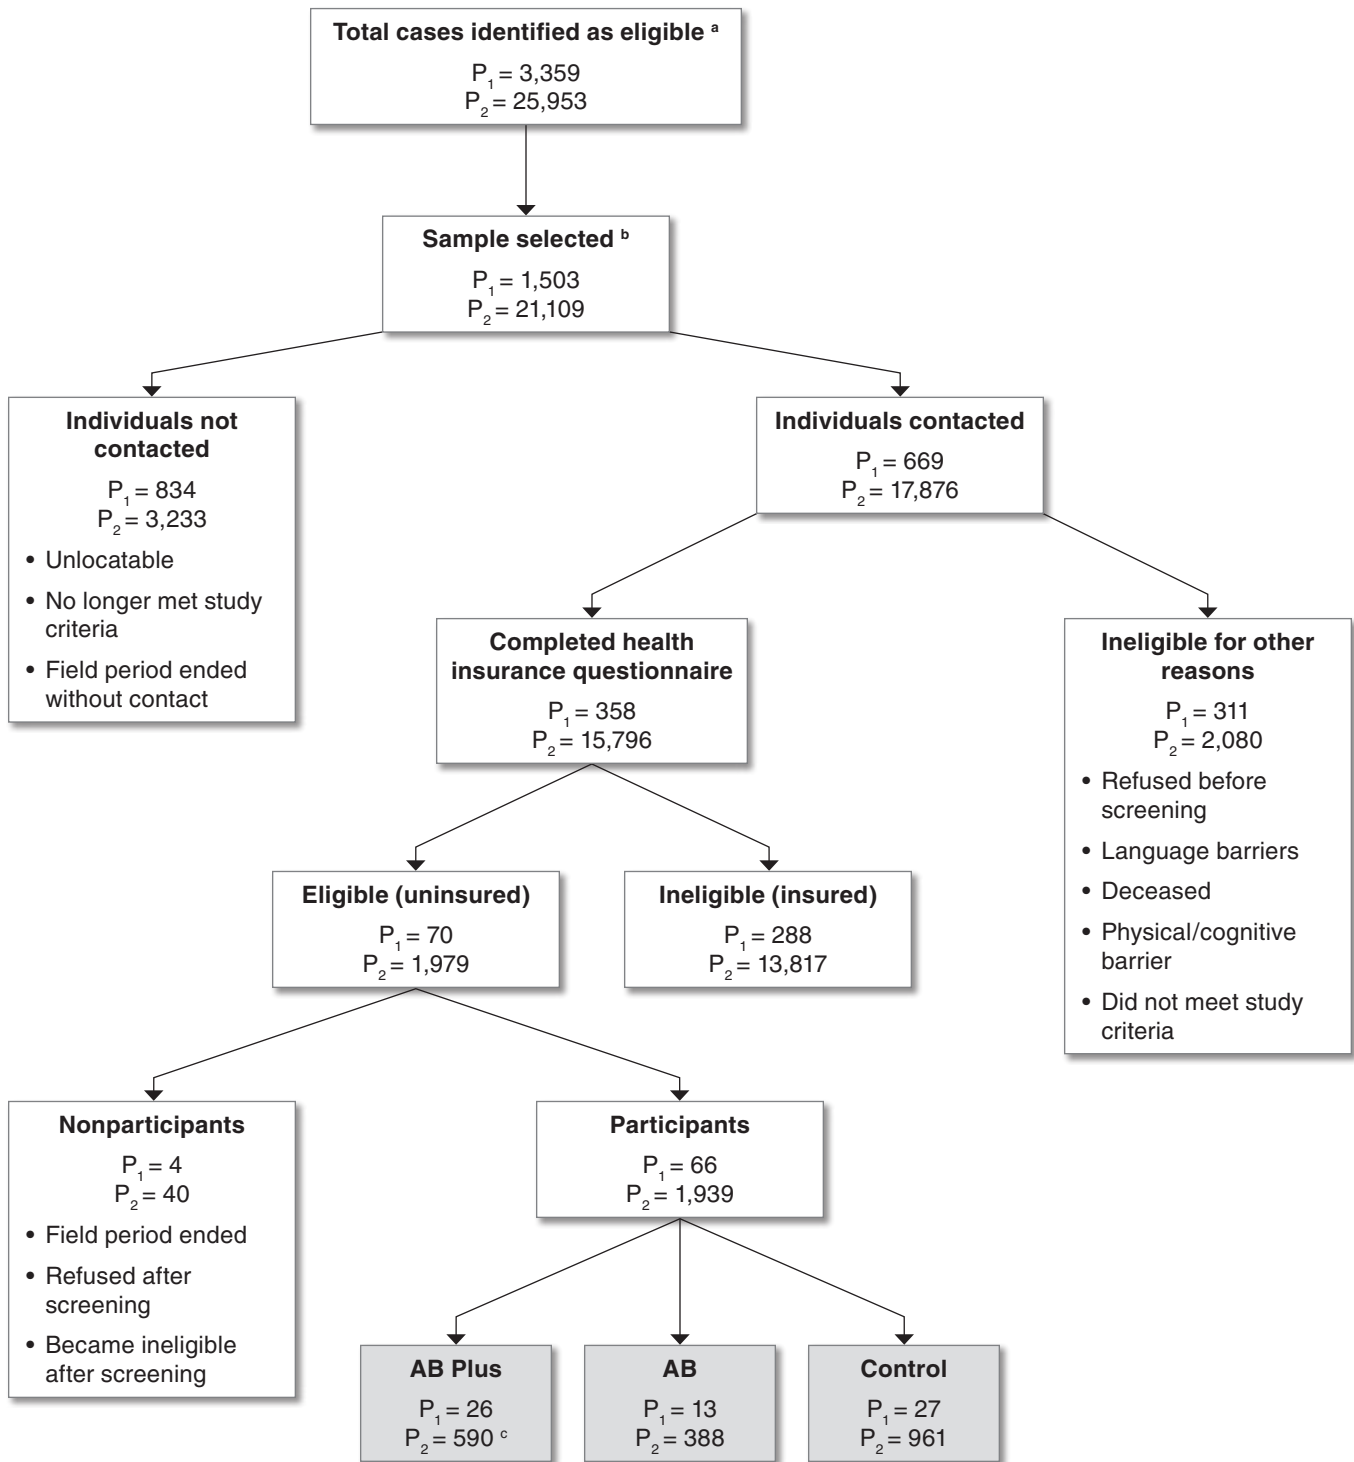 Total cases identified as eligible a
P1 = 3,359
P2 = 25,953
Sample selected b
P1 = 1,503
P2 = 21,109
Individuals not
contacted
P1 = 834
P2 = 3,233
• Unlocatable
• No longer met study
criteria
• Field period ended
without contact
Individuals contacted
P1 = 669
P2 = 17,876
Completed health
insurance questionnaire
P1 = 358
P2 = 15,796
Ineligible for other
reasons
P1 = 311
P2 = 2,080
• Refused before
screening
• Language barriers
• Deceased
• Physical/cognitive
barrier
• Did not meet study
criteria
Eligible (uninsured)
P1 = 70
P2 = 1,979
Ineligible (insured)
P1 = 288
P2 = 13,817
Nonparticipants
P1 = 4
P2 = 40
• Field period ended
• Refused after
screening
• Became ineligible
after screening
Participants
P1 = 66
P2 = 1,939
AB Plus
P1 = 26
P2 = 590 c
AB
P1 = 13
P2 = 388
Control
P1 = 27
P2 = 961